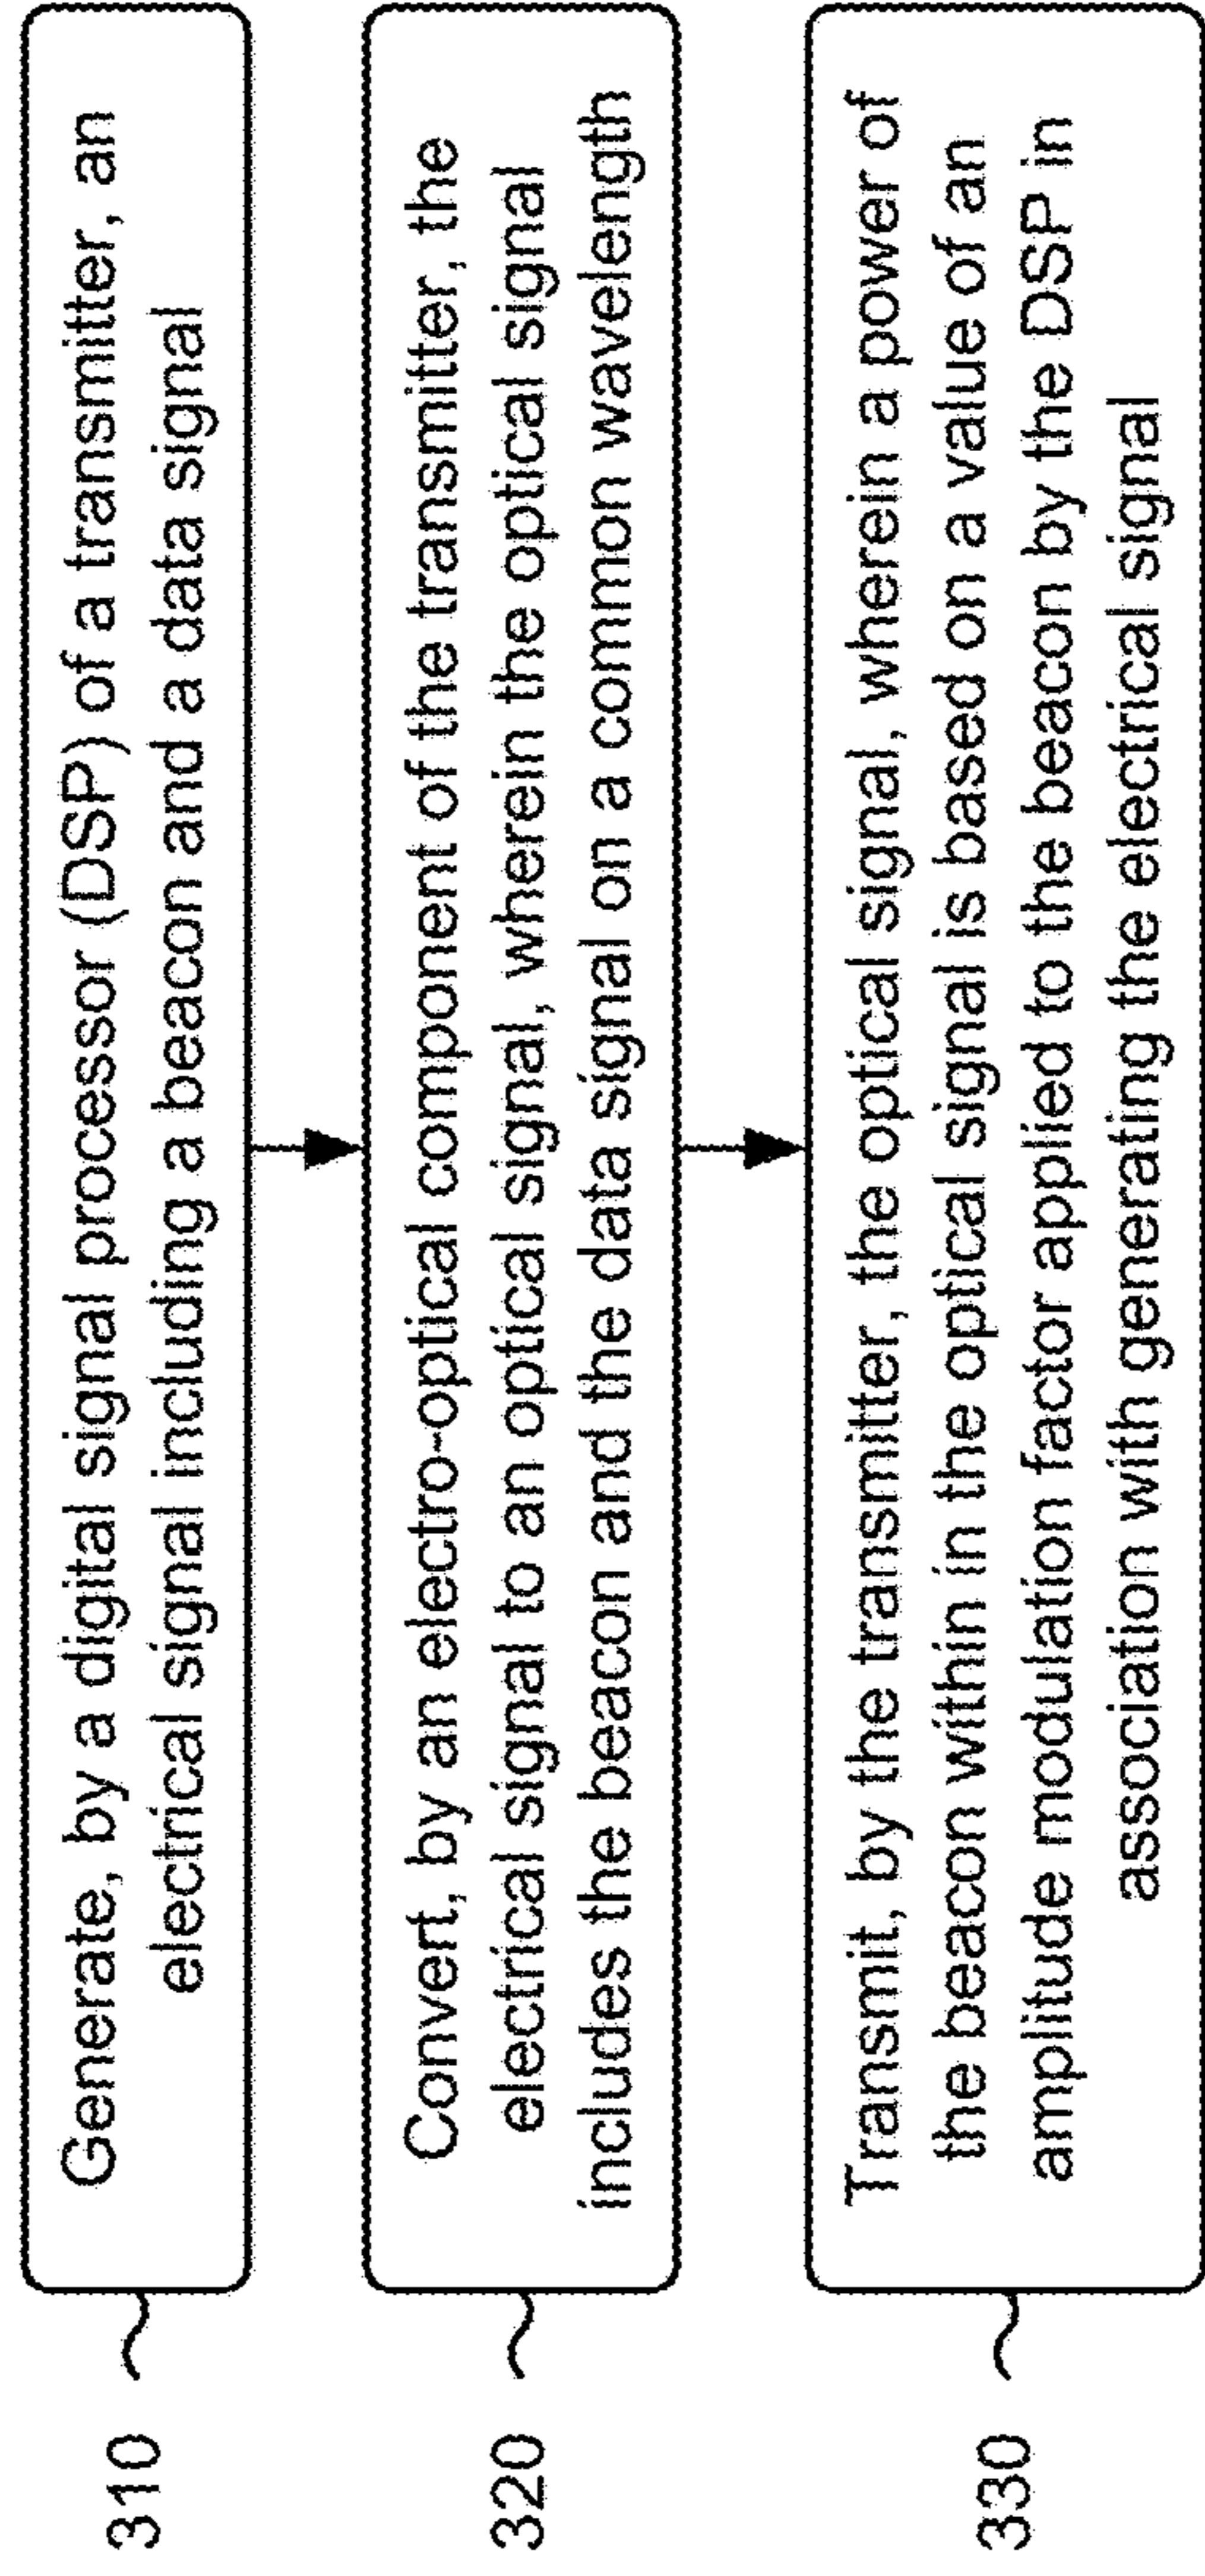 310
Generate, by a digital signal processor (DSP) of a transmitter, an
electrical signal including a beacon and a data signal
320
Convert, by an electro-optical component of the transmitter, the
electrical signal to an optical signal, wherein the optical signal
includes the beacon and the data signal on a common wavelength
330
Transmit, by the transmitter, the optical signal, wherein a power of
the beacon within in the optical signal is based on a value of an
amplitude modulation factor applied to the beacon by the DSP in
association with generating the electrical signal